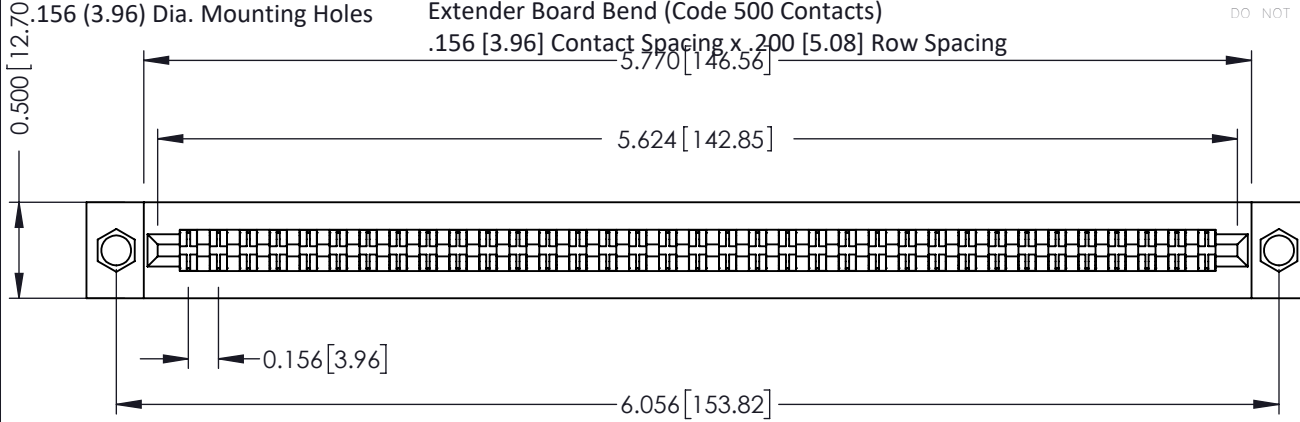 .156 (3.96) Dia. Mounting Holes
Extender Board Bend (Code 500 Contacts)
.156 [3.96] Contact Spacing x .200 [5.08] Row Spacing
DO NOT
0.500 [12.70
5.770 [146.56]
5.624 [142.85]
0.156 [3.96]
6.056 [153.82]